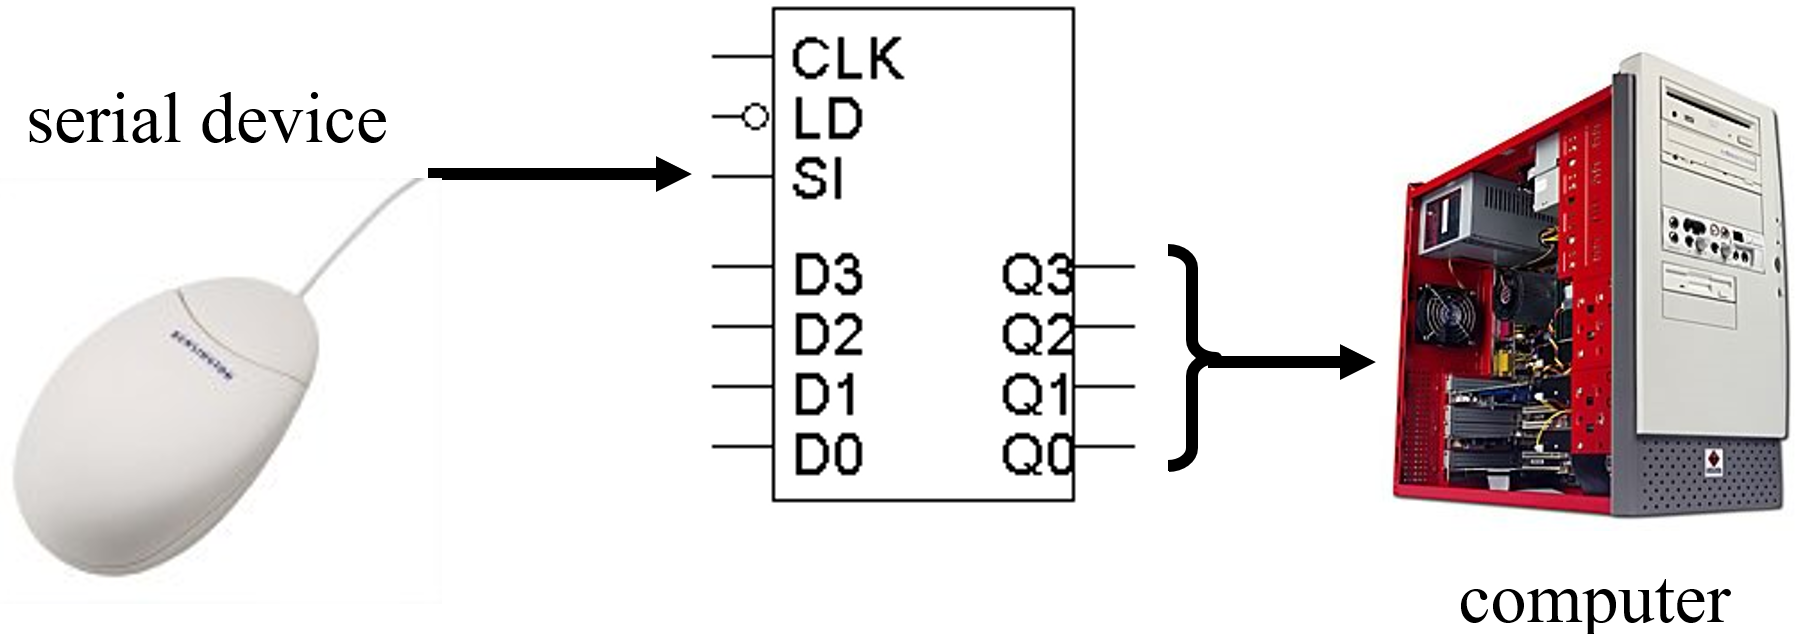 serial device
CLK
LD
SI
D3 Q3
D2 Q2
D1 Q1
D0 Q0
KENSINGTON
computer